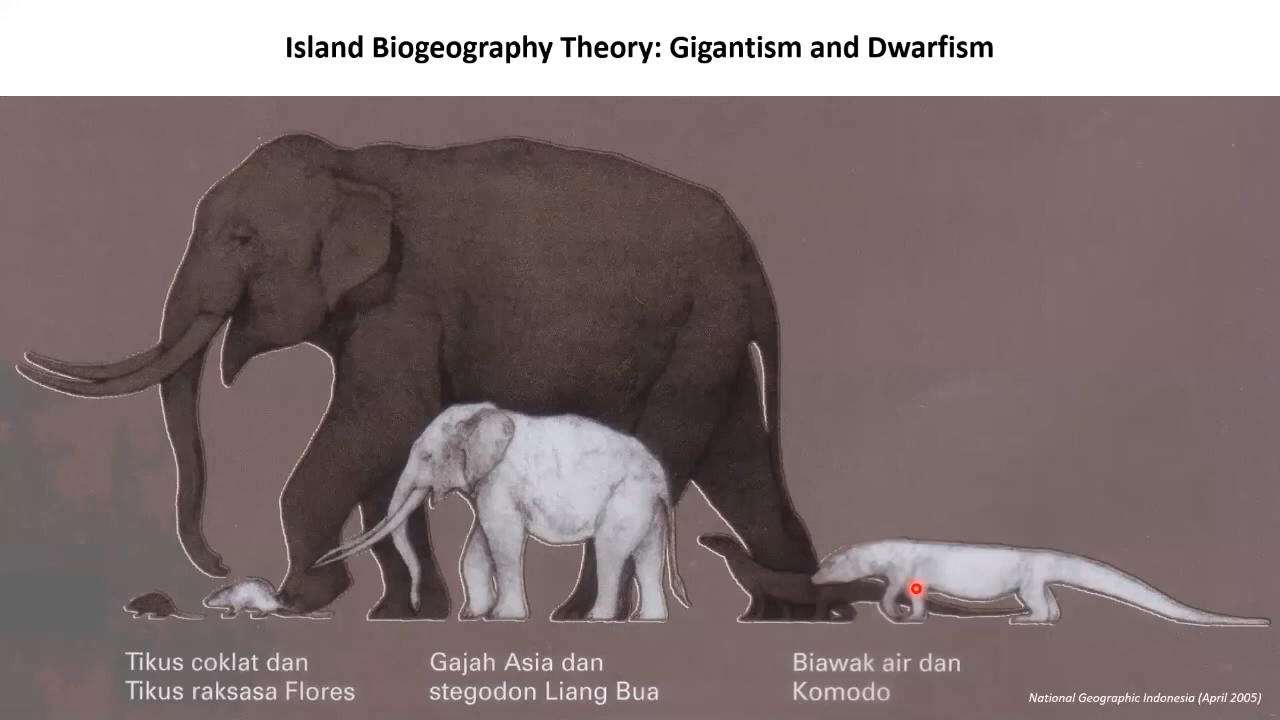 Island Biogeography Theory: Gigantism and Dwarfism
Tikus coklat dan
Tikus raksasa Flores
Gajah Asia dan
stegodon Liang Bua
Biawak air dan
Komodo
National Geographic Indonesia (April 2005)